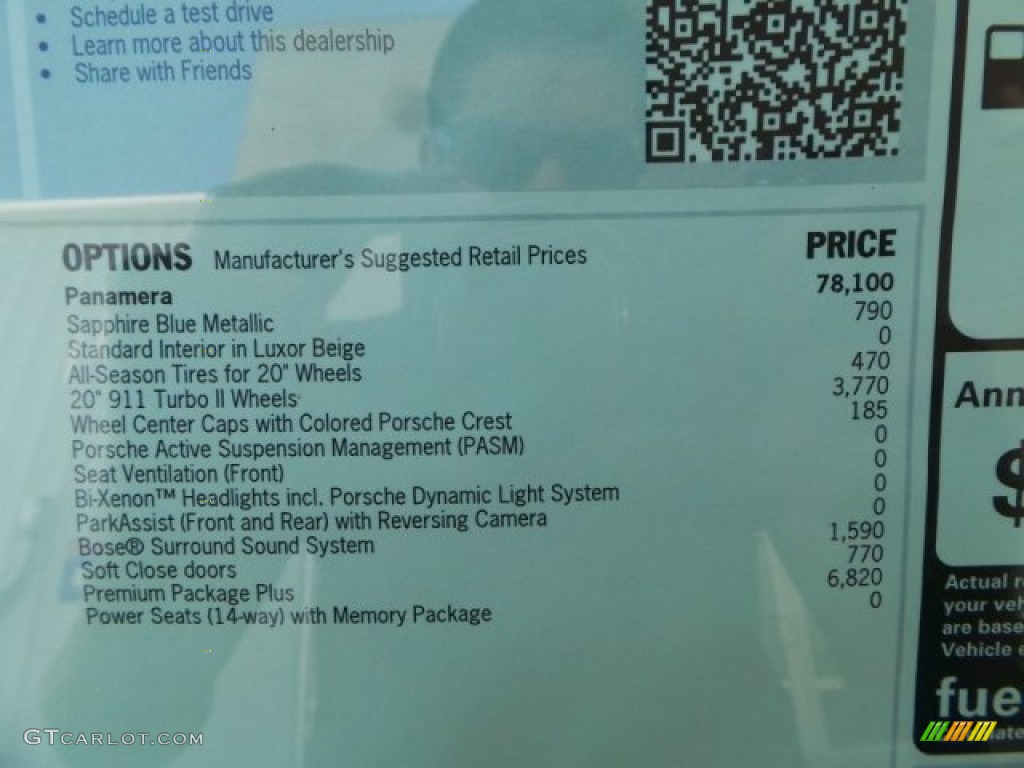 • Schedule a test drive
• Learn more about this dealership
• Share with Friends
OPTIONS Manufacturer's Suggested Retail Prices PRICE
Panamera 78,100
Sapphire Blue Metallic 790
Standard Interior in Luxor Beige 0
All-Season Tires for 20" Wheels 470
20" 911 Turbo II Wheels 3,770
Wheel Center Caps with Colored Porsche Crest 185
Porsche Active Suspension Management (PASM) 0
Seat Ventilation (Front) 0
Bi-Xenon™ Headlights incl. Porsche Dynamic Light System 0
ParkAssist (Front and Rear) with Reversing Camera 0
Bose® Surround Sound System 1,590
Soft Close doors 770
Premium Package Plus 6,820
Power Seats (14-way) with Memory Package 0
Ann
$
Actual r
your veh
are base
Vehicle e
fue
ate
GTcarlot.com